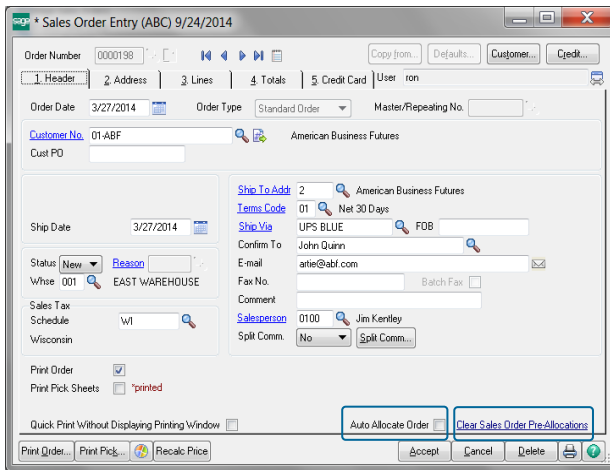 sage * Sales Order Entry (ABC) 9/24/2014
Order Number 0000198 Copy from... Defaults... Customer... Credit...
1. Header 2. Address 3. Lines 4. Totals 5. Credit Card User ron
Order Date 3/27/2014 Order Type Standard Order Master/Repeating No.
Customer No. 01-ABF American Business Futures
Cust PO
Ship To Addr 2 American Business Futures
Terms Code 01 Net 30 Days
Ship Date 3/27/2014 Ship Via UPS BLUE FOB
Confirm To John Quinn
Status New Reason E-mail artie@abf.com
Whse 001 EAST WAREHOUSE Fax No. Batch Fax
Sales Tax Comment
Schedule WI Salesperson 0100 Jim Kentley
Wisconsin Split Comm. No Split Comm...
Print Order
Print Pick Sheets *printed
Quick Print Without Displaying Printing Window Auto Allocate Order Clear Sales Order Pre-Allocations
Print Order... Print Pick... Recalc Price Accept Cancel Delete